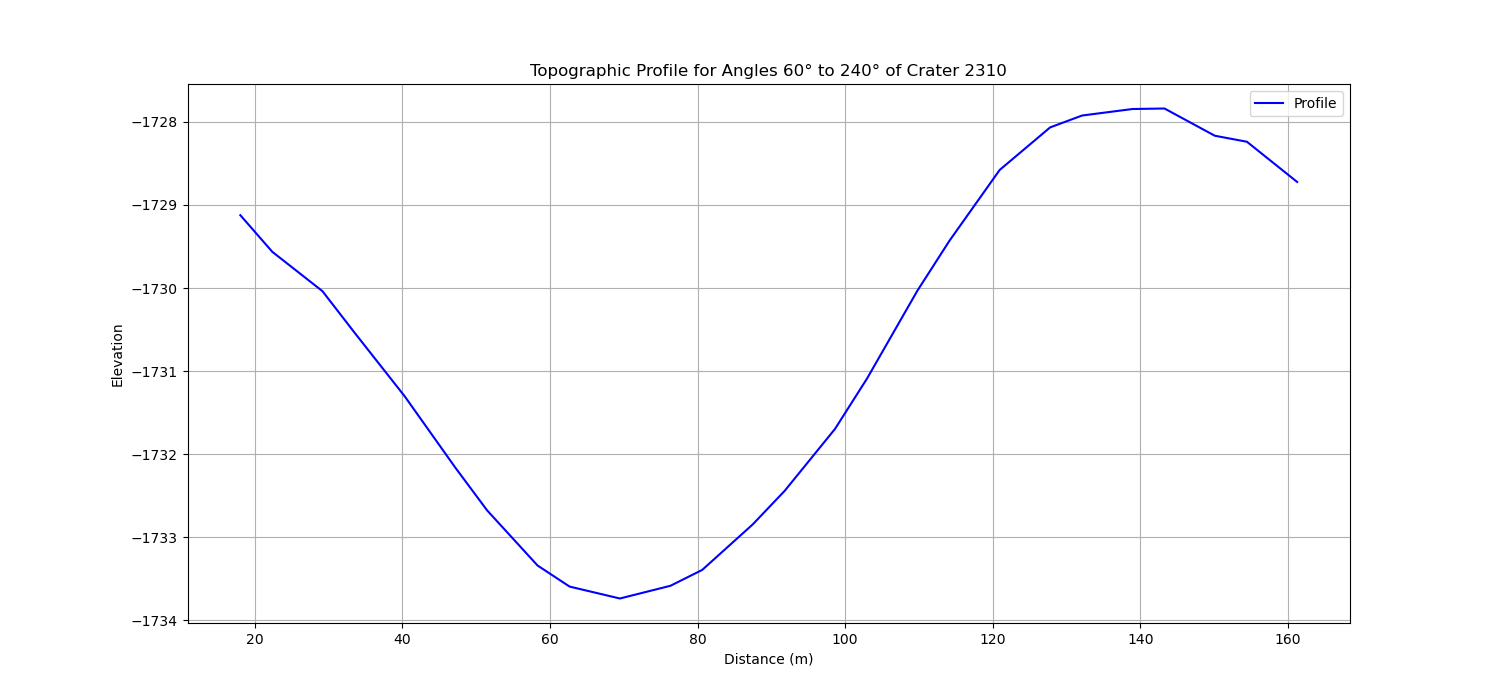 Topographic Profile for Angles 60° to 240° of Crater 2310
Profile
−1728
−1729
−1730
−1731
−1732
−1733
−1734
Elevation
20 40 60 80 100 120 140 160
Distance (m)